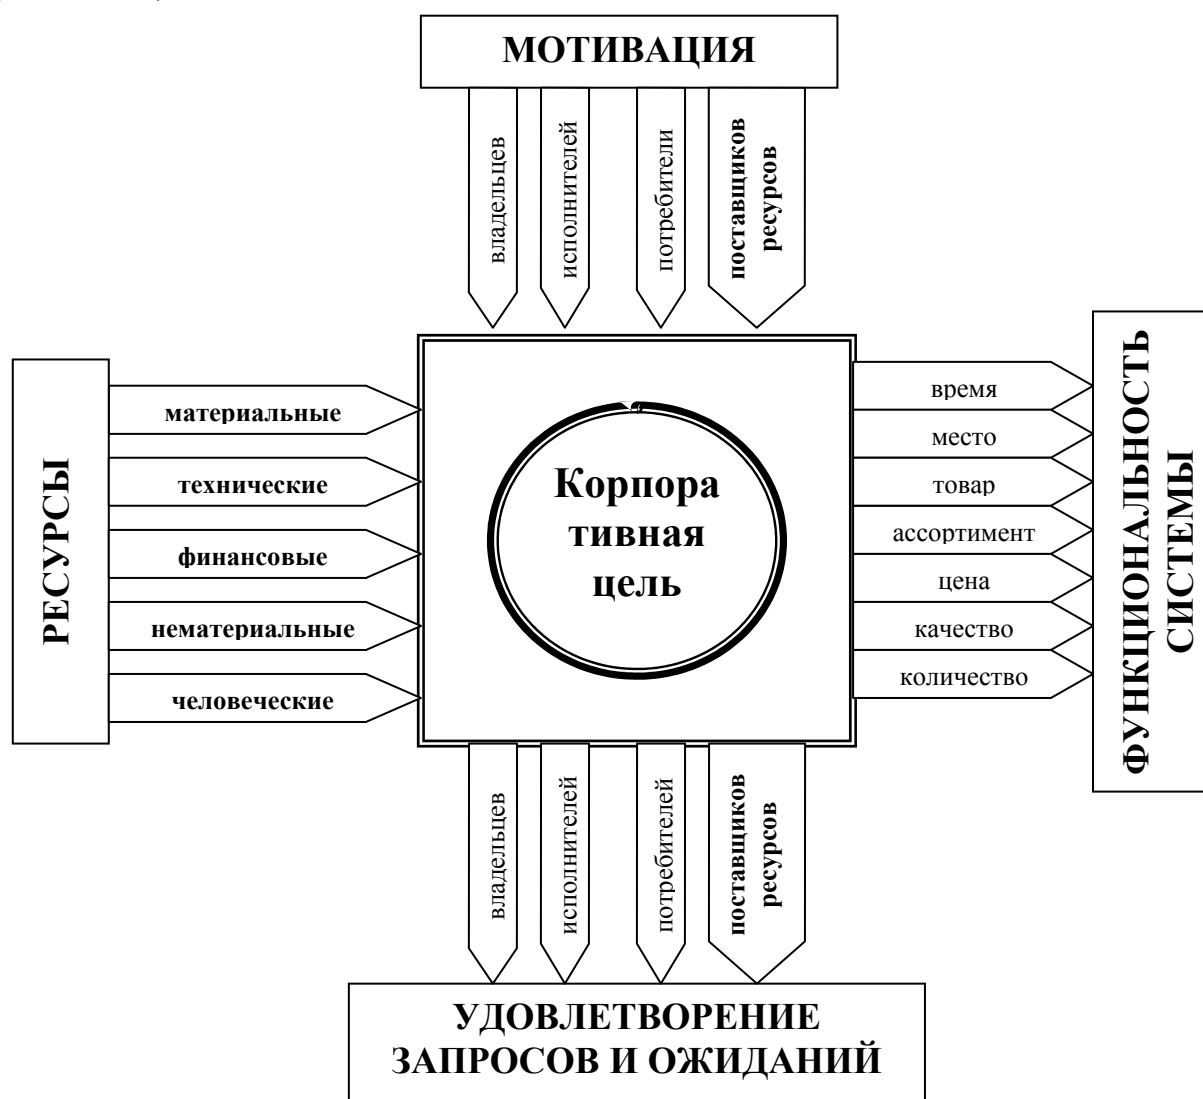 МОТИВАЦИЯ
владельцев
исполнителей
потребители
поставщиков
ресурсов
РЕСУРСЫ
материальные
технические
финансовые
нематериальные
человеческие
Корпора
тивная
цель
время
место
товар
ассортимент
цена
качество
количество
ФУНКЦИОНАЛЬНОСТЬ
СИСТЕМЫ
владельцев
исполнителей
потребителей
поставщиков
ресурсов
УДОВЛЕТВОРЕНИЕ
ЗАПРОСОВ И ОЖИДАНИЙ